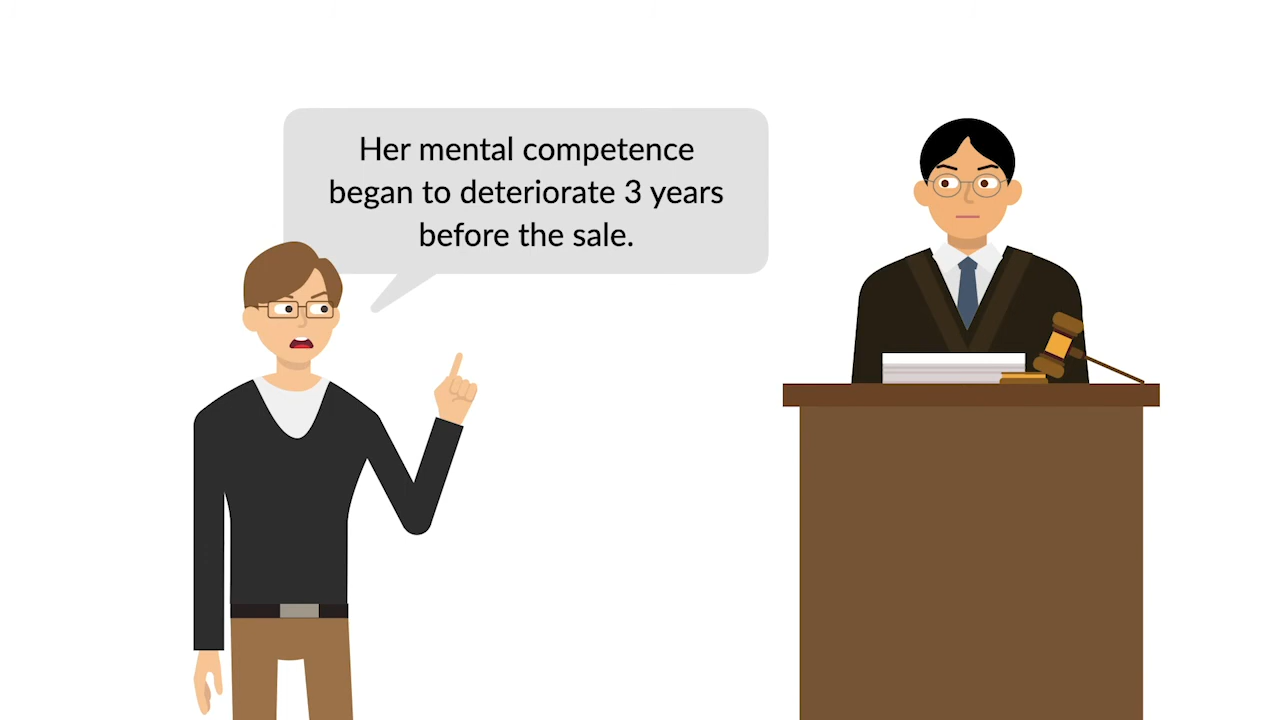 Her mental competence
began to deteriorate 3 years
before the sale.